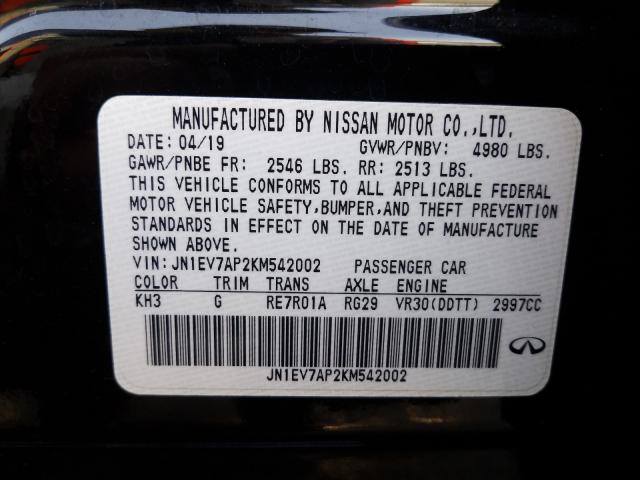 MANUFACTURED BY NISSAN MOTOR CO.,LTD.
DATE: 04/19 GVWR/PNBV: 4980 LBS.
GAWR/PNBE FR: 2546 LBS. RR: 2513 LBS.
THIS VEHICLE CONFORMS TO ALL APPLICABLE FEDERAL
MOTOR VEHICLE SAFETY,BUMPER,AND THEFT PREVENTION
STANDARDS IN EFFECT ON THE DATE OF MANUFACTURE
SHOWN ABOVE.
VIN:JN1EV7AP2KM542002 PASSENGER CAR
COLOR TRIM TRANS AXLE ENGINE
KH3 G RE7R01A RG29 VR30(DDTT) 2997CC
JN1EV7AP2KM542002